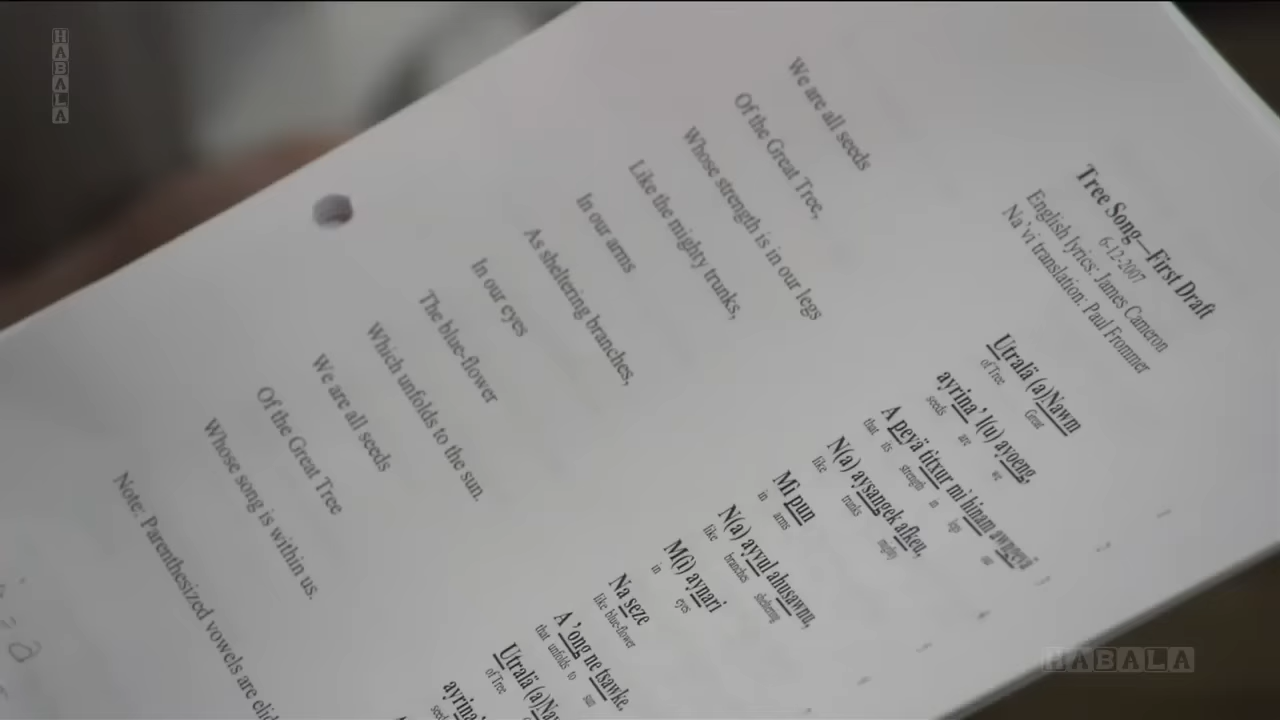 HABALA
Tree Song—First Draft
6-12-2007
English lyrics: James Cameron
Na'vi translation: Paul Frommer
Utralä (a)Nawm
of Tree Great
ayrina' l(u) ayoeng,
seeds are we
A peyä tìtxur mì hinam awngeyä
that its strength in legs our
N(a) aysangek afkeu,
like trunks mighty
Mì pun
in arms
N(a) ayvul ahusawnu,
like branches sheltering
M(ì) aynari
in eyes
Na seze
like blue-flower
A 'ong ne tsawke,
that unfolds to sun
Utralä (a)Na
of Tree
ayrina'
We are all seeds
Of the Great Tree,
Whose strength is in our legs
Like the mighty trunks,
In our arms
As sheltering branches,
In our eyes
The blue-flower
Which unfolds to the sun.
We are all seeds
Of the Great Tree
Whose song is within us.
Note: Parenthesized vowels are elid
HABALA